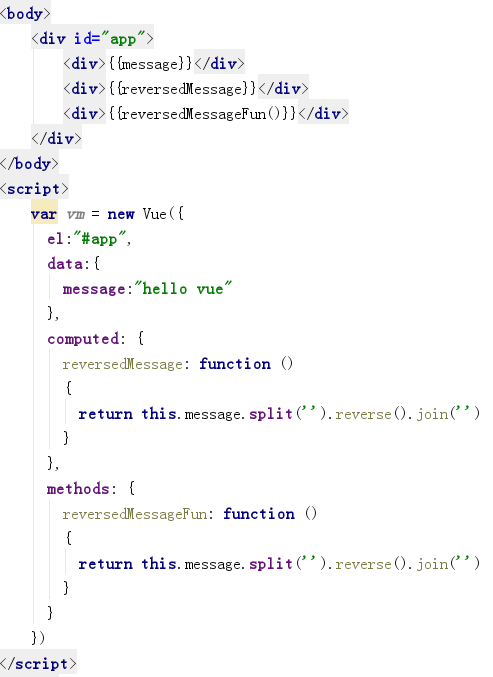 <body>
    <div id="app">
        <div>{{message}}</div>
        <div>{{reversedMessage}}</div>
        <div>{{reversedMessageFun()}}</div>
    </div>
</body>
<script>
    var vm = new Vue({
      el:"#app",
      data:{
        message:"hello vue"
      },
      computed: {
        reversedMessage: function ()
        {
          return this.message.split('').reverse().join('')
        }
      },
      methods: {
        reversedMessageFun: function ()
        {
          return this.message.split('').reverse().join('')
        }
      }
    })
</script>